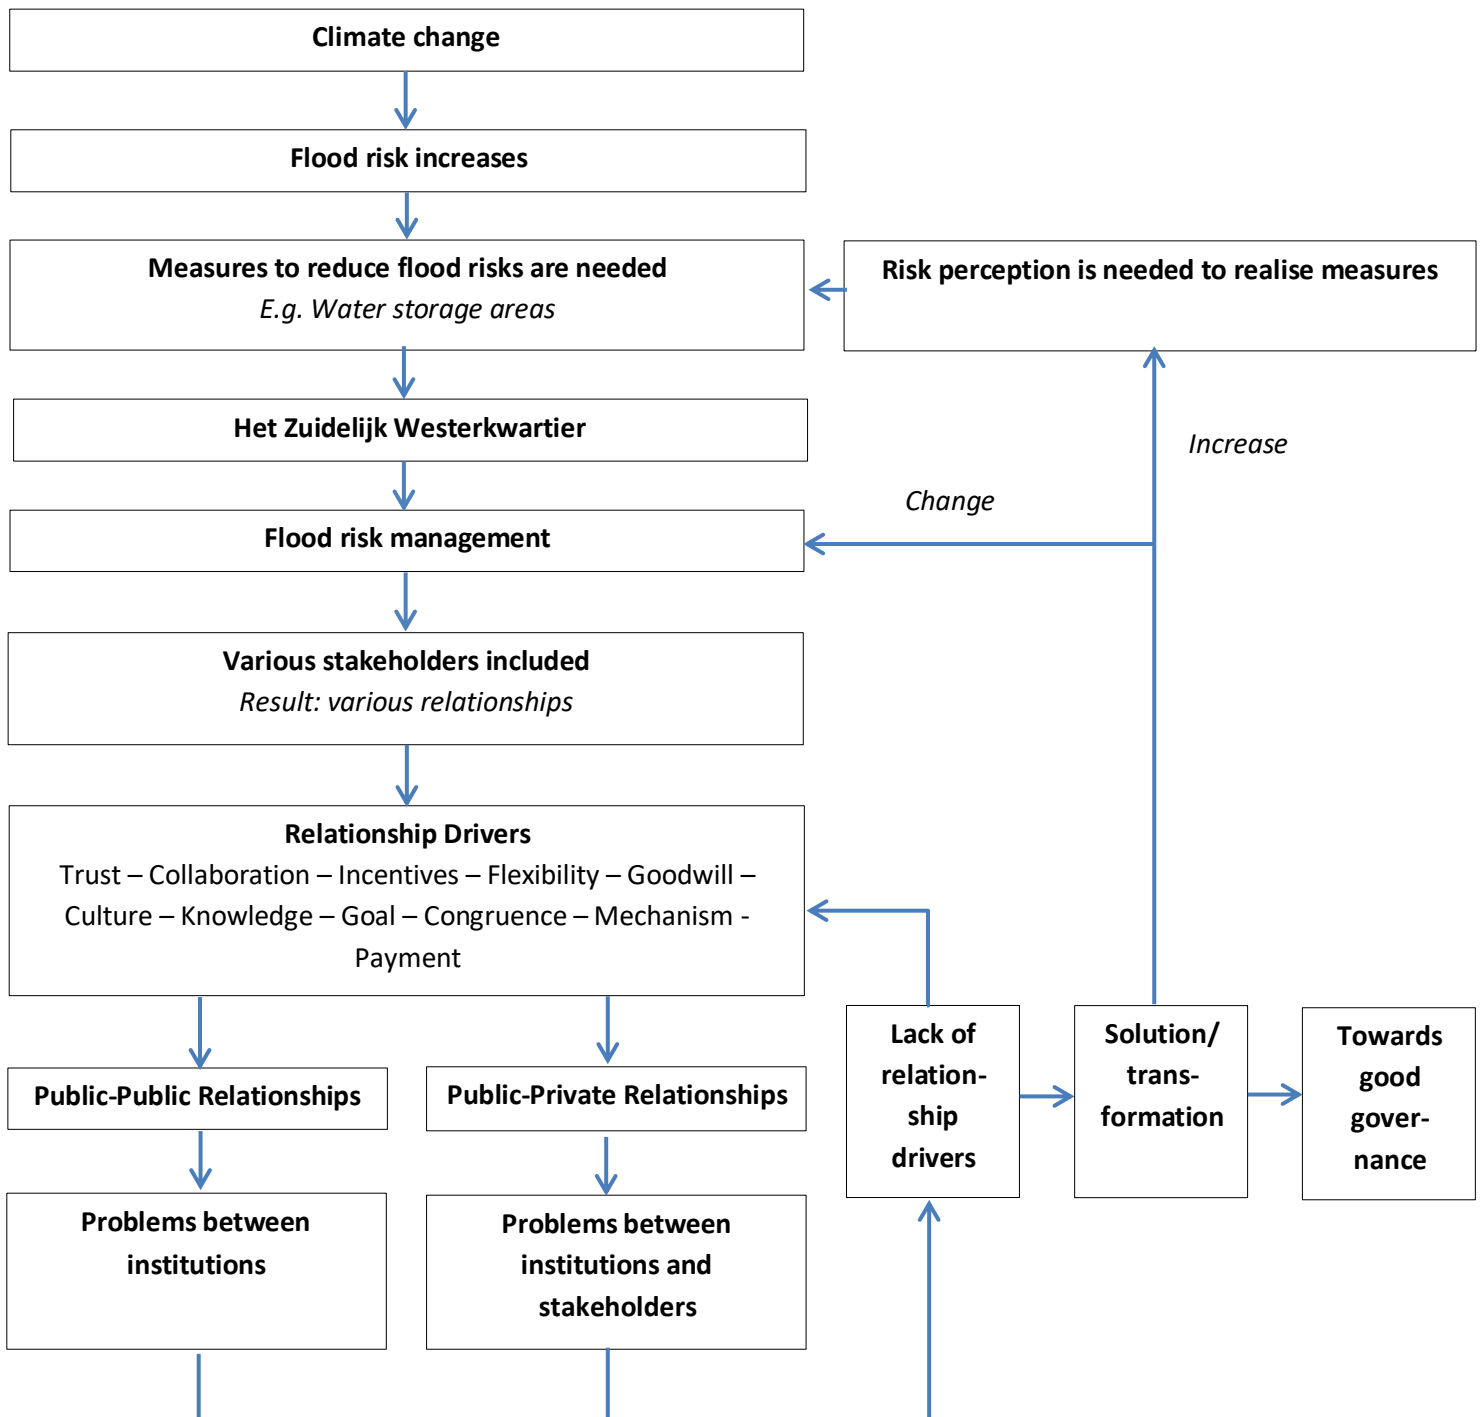 Climate change
Flood risk increases
Measures to reduce flood risks are needed
E.g. Water storage areas
Risk perception is needed to realise measures
Het Zuidelijk Westerkwartier
Increase
Change
Flood risk management
Various stakeholders included
Result: various relationships
Relationship Drivers
Trust – Collaboration – Incentives – Flexibility – Goodwill –
Culture – Knowledge – Goal – Congruence – Mechanism -
Payment
Public-Public Relationships
Public-Private Relationships
Problems between
institutions
Problems between
institutions and
stakeholders
Lack of
relation-
ship
drivers
Solution/
trans-
formation
Towards
good
gover-
nance